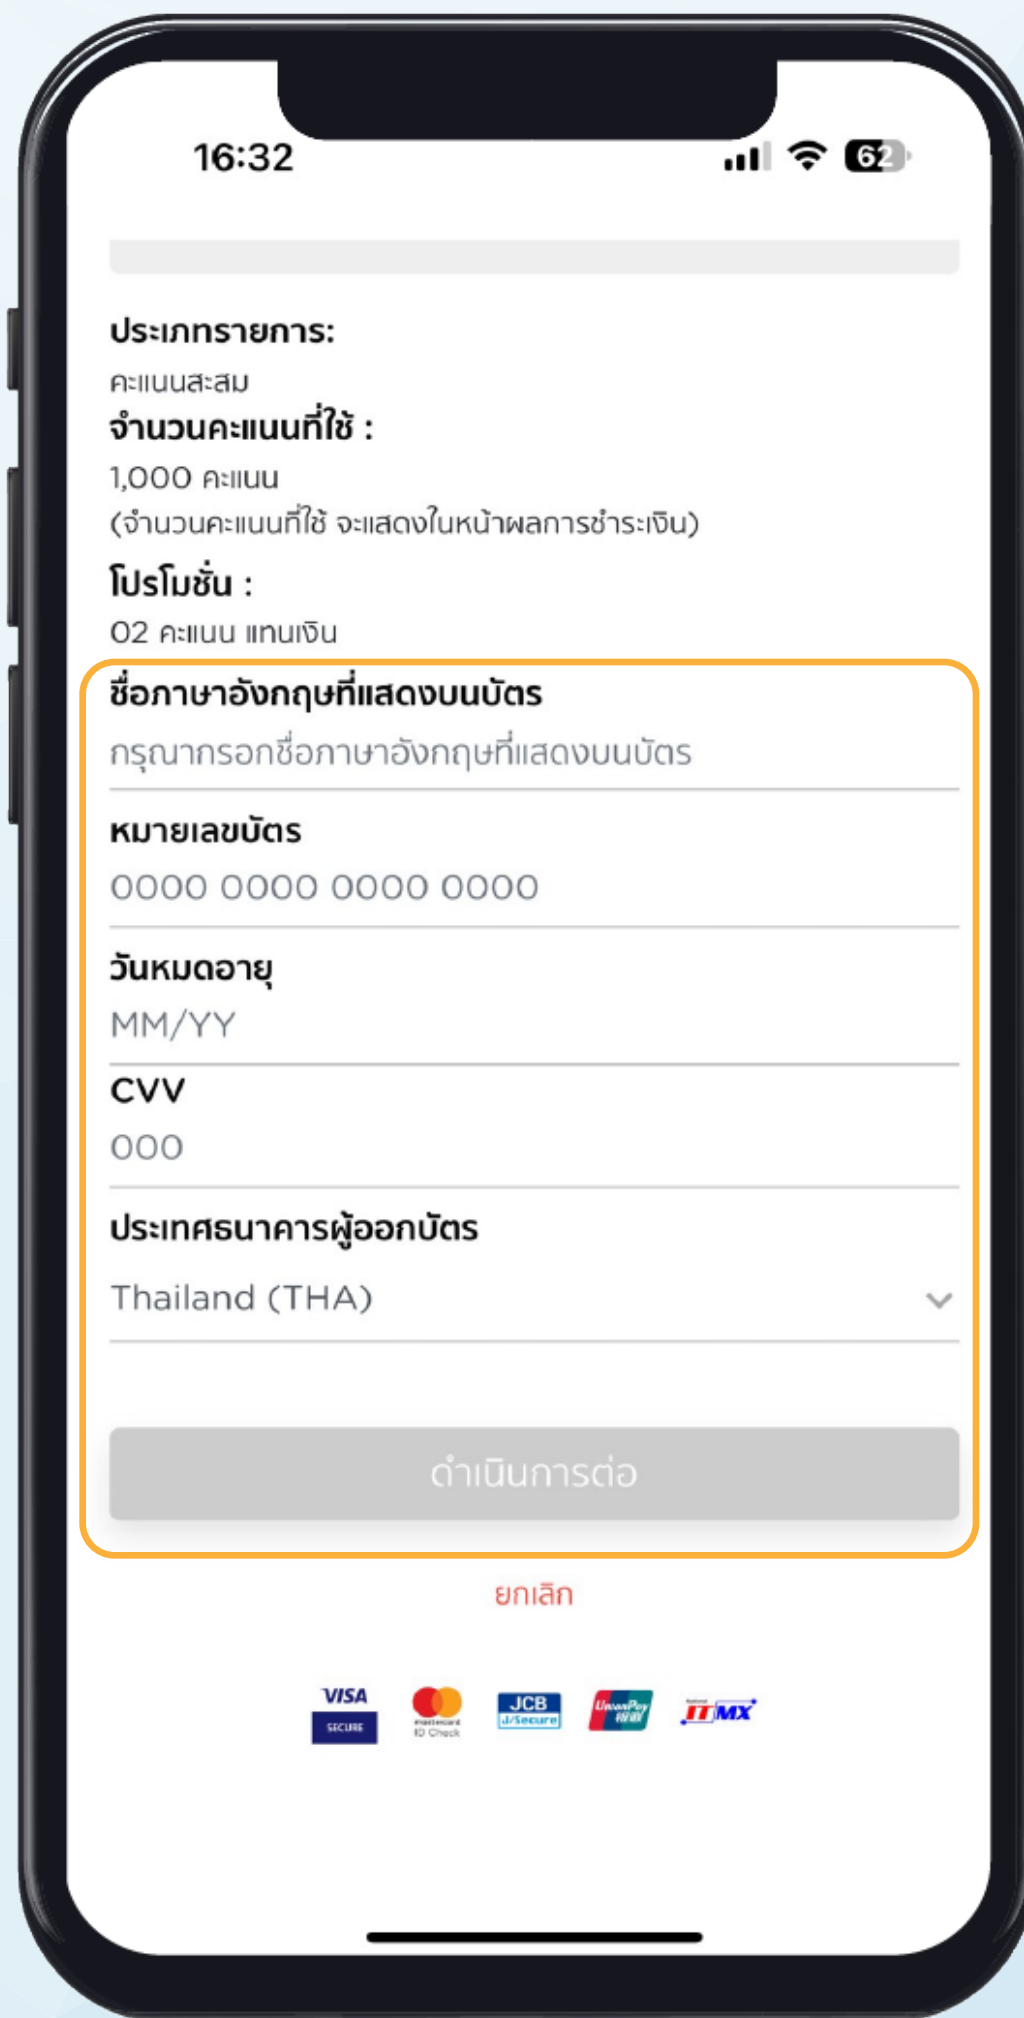 16:32
62
ประเภทรายการ:
คะแนนสะสม
จำนวนคะแนนที่ใช้ :
1,000 คะแนน
(จำนวนคะแนนที่ใช้ จะแสดงในหน้าผลการชำระเงิน)
โปรโมชั่น :
02 คะแนน แทนเงิน
ชื่อภาษาอังกฤษที่แสดงบนบัตร
กรุณากรอกชื่อภาษาอังกฤษที่แสดงบนบัตร
หมายเลขบัตร
0000 0000 0000 0000
วันหมดอายุ
MM/YY
CVV
000
ประเทศธนาคารผู้ออกบัตร
Thailand (THA)
ดำเนินการต่อ
ยกเลิก
VISA
SECURE
mastercard
ID Check
JCB
J/Secure
UnionPay
银联
National
ITMX